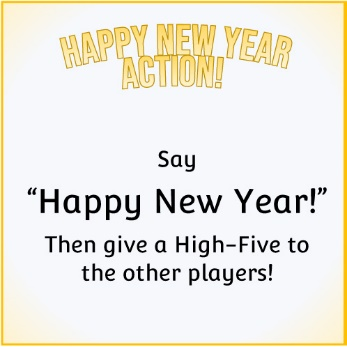 HAPPY NEW YEAR
ACTION!
Say
“Happy New Year!”
Then give a High-Five to
the other players!